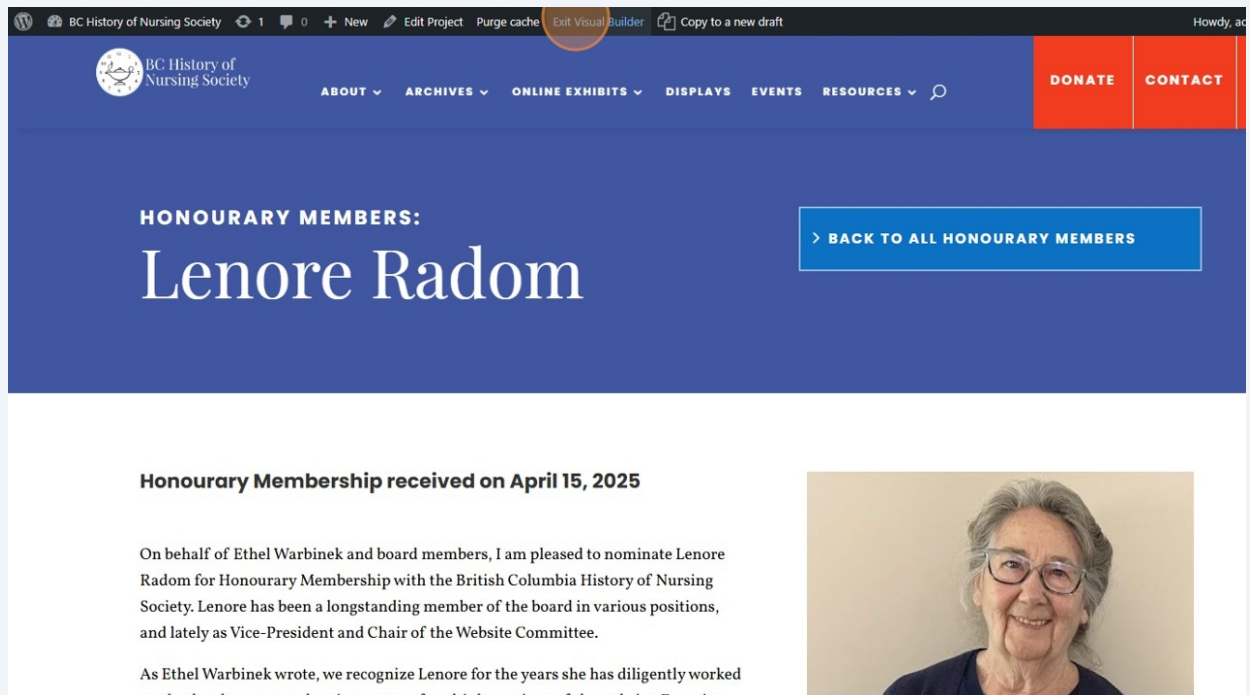 BC History of Nursing Society 1 0 New Edit Project Purge cache Exit Visual Builder Copy to a new draft Howdy,
BC History of
Nursing Society
ABOUT ARCHIVES ONLINE EXHIBITS DISPLAYS EVENTS RESOURCES
DONATE CONTACT
HONOURARY MEMBERS:
Lenore Radom
> BACK TO ALL HONOURARY MEMBERS
Honourary Membership received on April 15, 2025
On behalf of Ethel Warbinek and board members, I am pleased to nominate Lenore
Radom for Honourary Membership with the British Columbia History of Nursing
Society. Lenore has been a longstanding member of the board in various positions,
and lately as Vice-President and Chair of the Website Committee.
As Ethel Warbinek wrote, we recognize Lenore for the years she has diligently worked